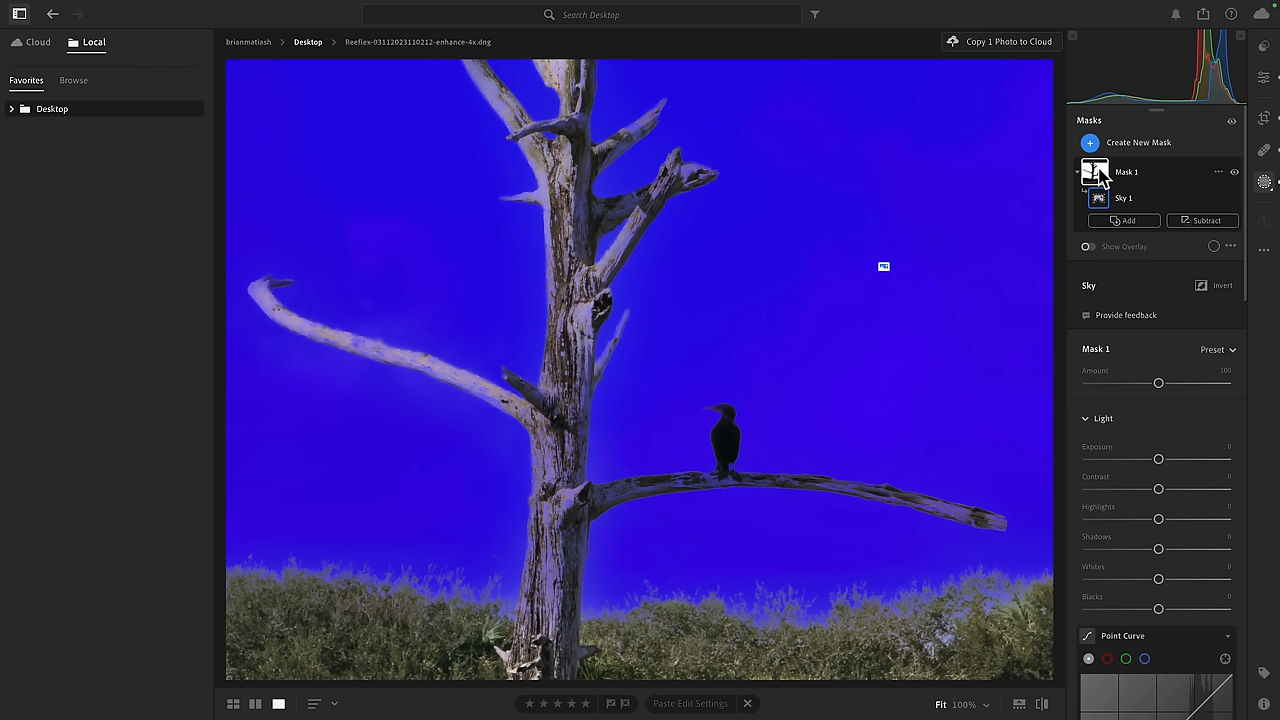 Search Desktop
Cloud
Local
brianmatiash
Desktop
Reeflex-03112023110212-enhance-4x.dng
Copy 1 Photo to Cloud
Favorites
Browse
Desktop
Masks
Create New Mask
Mask 1
Sky 1
Add
Subtract
Show Overlay
Sky
Invert
Provide feedback
Mask 1
Preset
Amount
100
Light
Exposure
0
Contrast
0
Highlights
0
Shadows
0
Whites
0
Blacks
0
Point Curve
Paste Edit Settings
Fit
100%